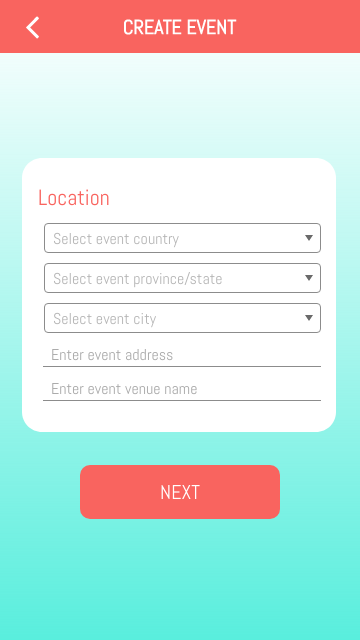 CREATE EVENT
Location
Select event country
Select event province/state
Select event city
Enter event address
Enter event venue name
NEXT